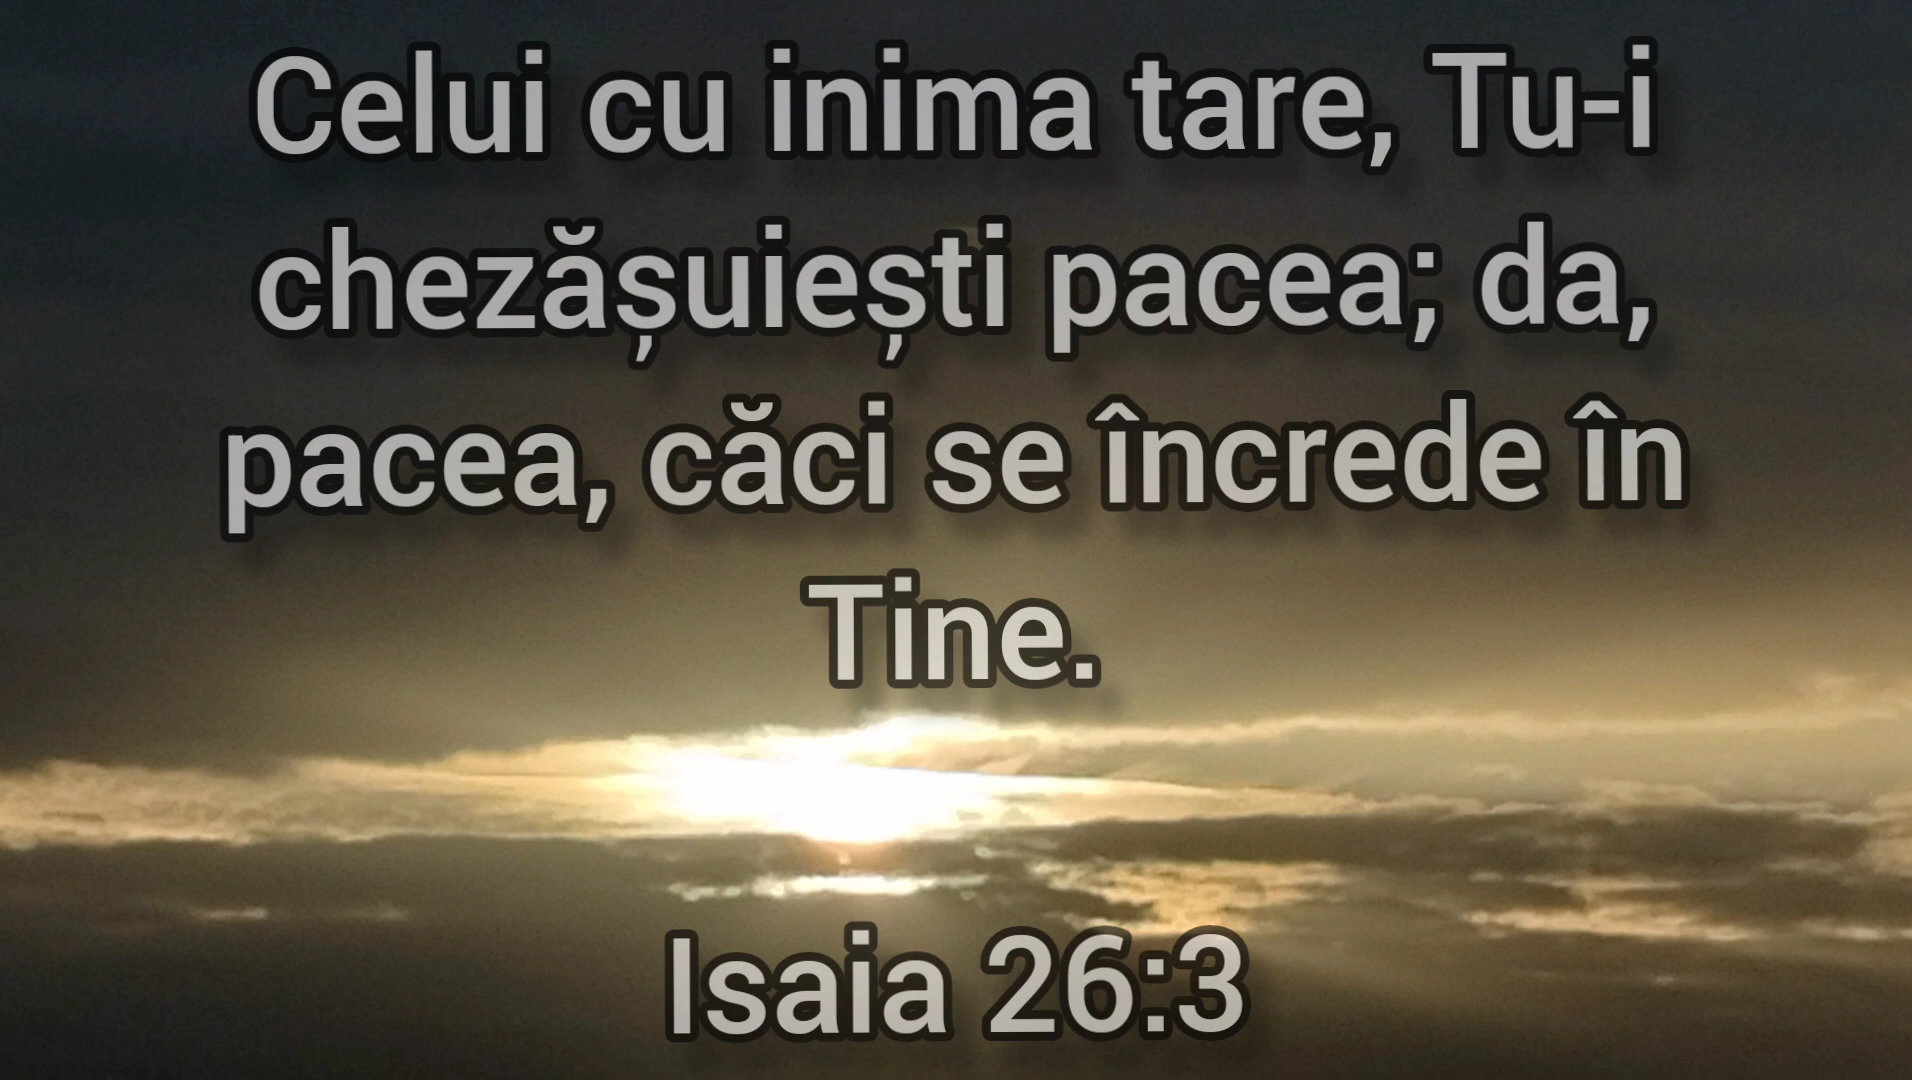 Celui cu inima tare, Tu-i
chezășuiești pacea; da,
pacea, căci se încrede în
Tine.
Isaia 26:3